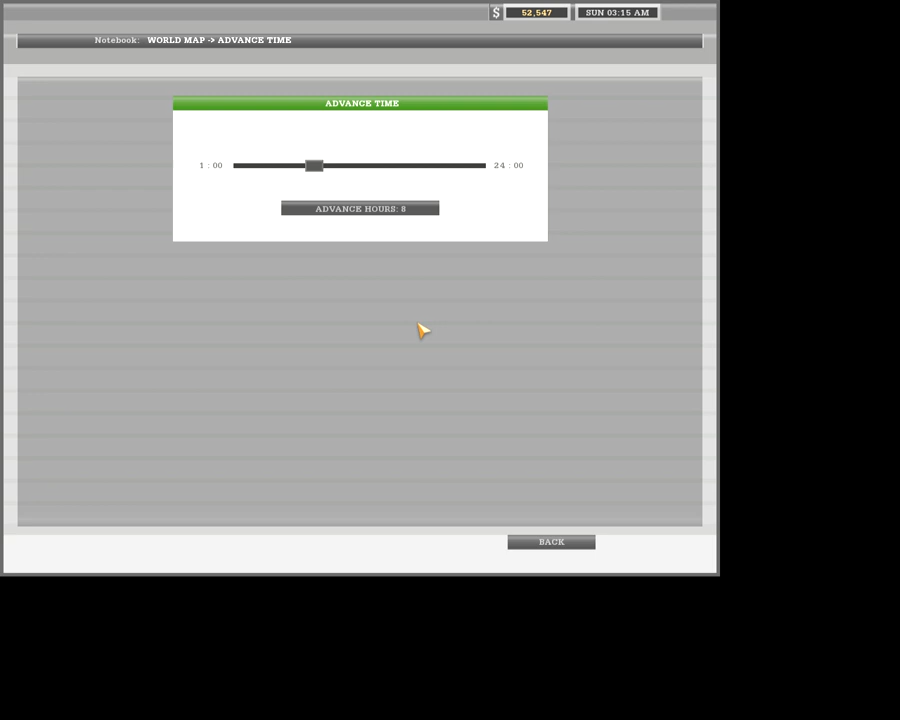 $ 52,547 SUN 03:15 AM
Notebook: WORLD MAP -> ADVANCE TIME
ADVANCE TIME
1 : 00 24 : 00
ADVANCE HOURS: 8
BACK